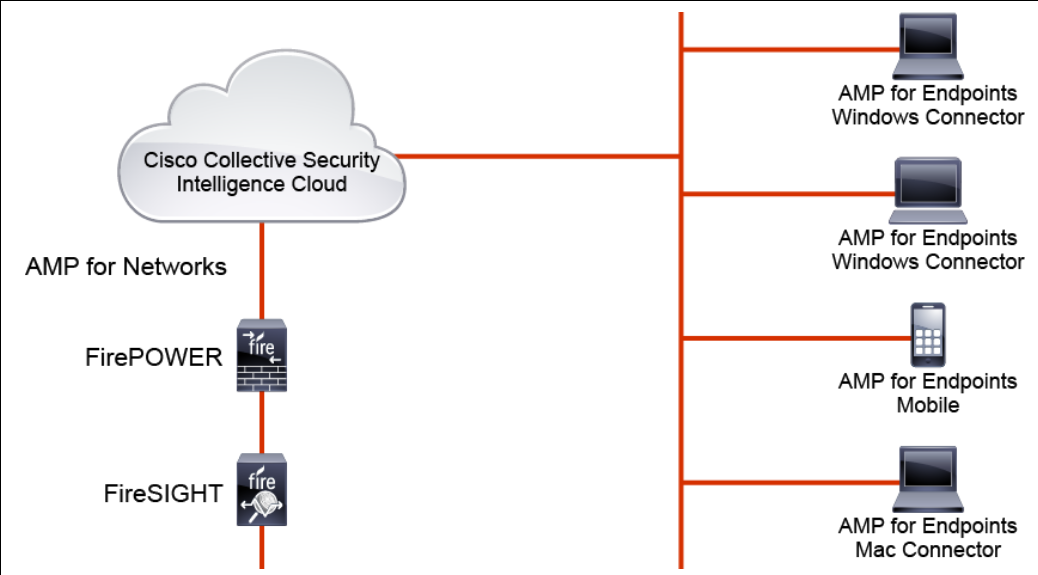 Cisco Collective Security
Intelligence Cloud
AMP for Networks
FirePOWER
fire
FireSIGHT
fire
AMP for Endpoints
Windows Connector
AMP for Endpoints
Windows Connector
AMP for Endpoints
Mobile
AMP for Endpoints
Mac Connector